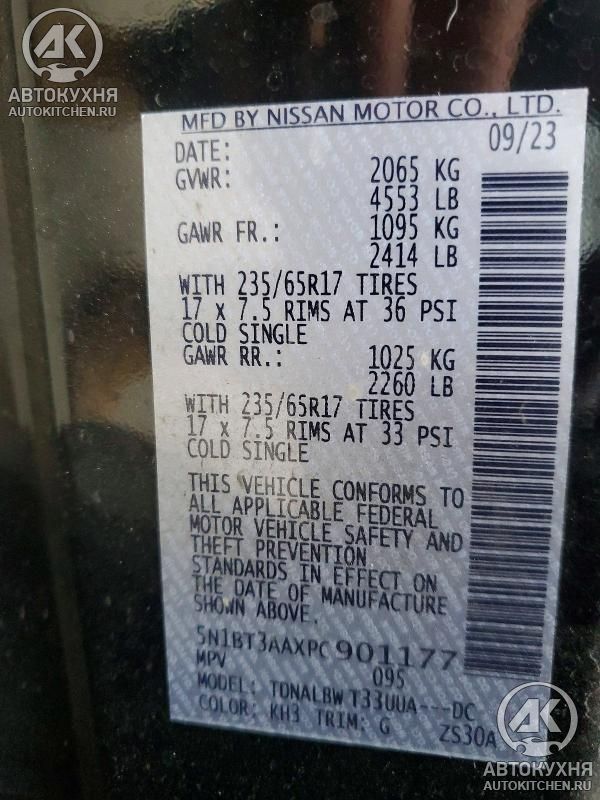 AK
АВТОКУХНЯ
AUTOKITCHEN.RU
MFD BY NISSAN MOTOR CO., LTD.
DATE: 09/23
GVWR: 2065 KG
4553 LB
GAWR FR.: 1095 KG
2414 LB
WITH 235/65R17 TIRES
17 x 7.5 RIMS AT 36 PSI
COLD SINGLE
GAWR RR.: 1025 KG
2260 LB
WITH 235/65R17 TIRES
17 x 7.5 RIMS AT 33 PSI
COLD SINGLE
THIS VEHICLE CONFORMS TO
ALL APPLICABLE FEDERAL
MOTOR VEHICLE SAFETY AND
THEFT PREVENTION
STANDARDS IN EFFECT ON
THE DATE OF MANUFACTURE
SHOWN ABOVE.
5N1BT3AAXPC901177
MPV 095
MODEL: TDNALBW T33UUA---DC
COLOR: KH3 TRIM: G ZS30A
AK
АВТОКУХНЯ
AUTOKITCHEN.RU